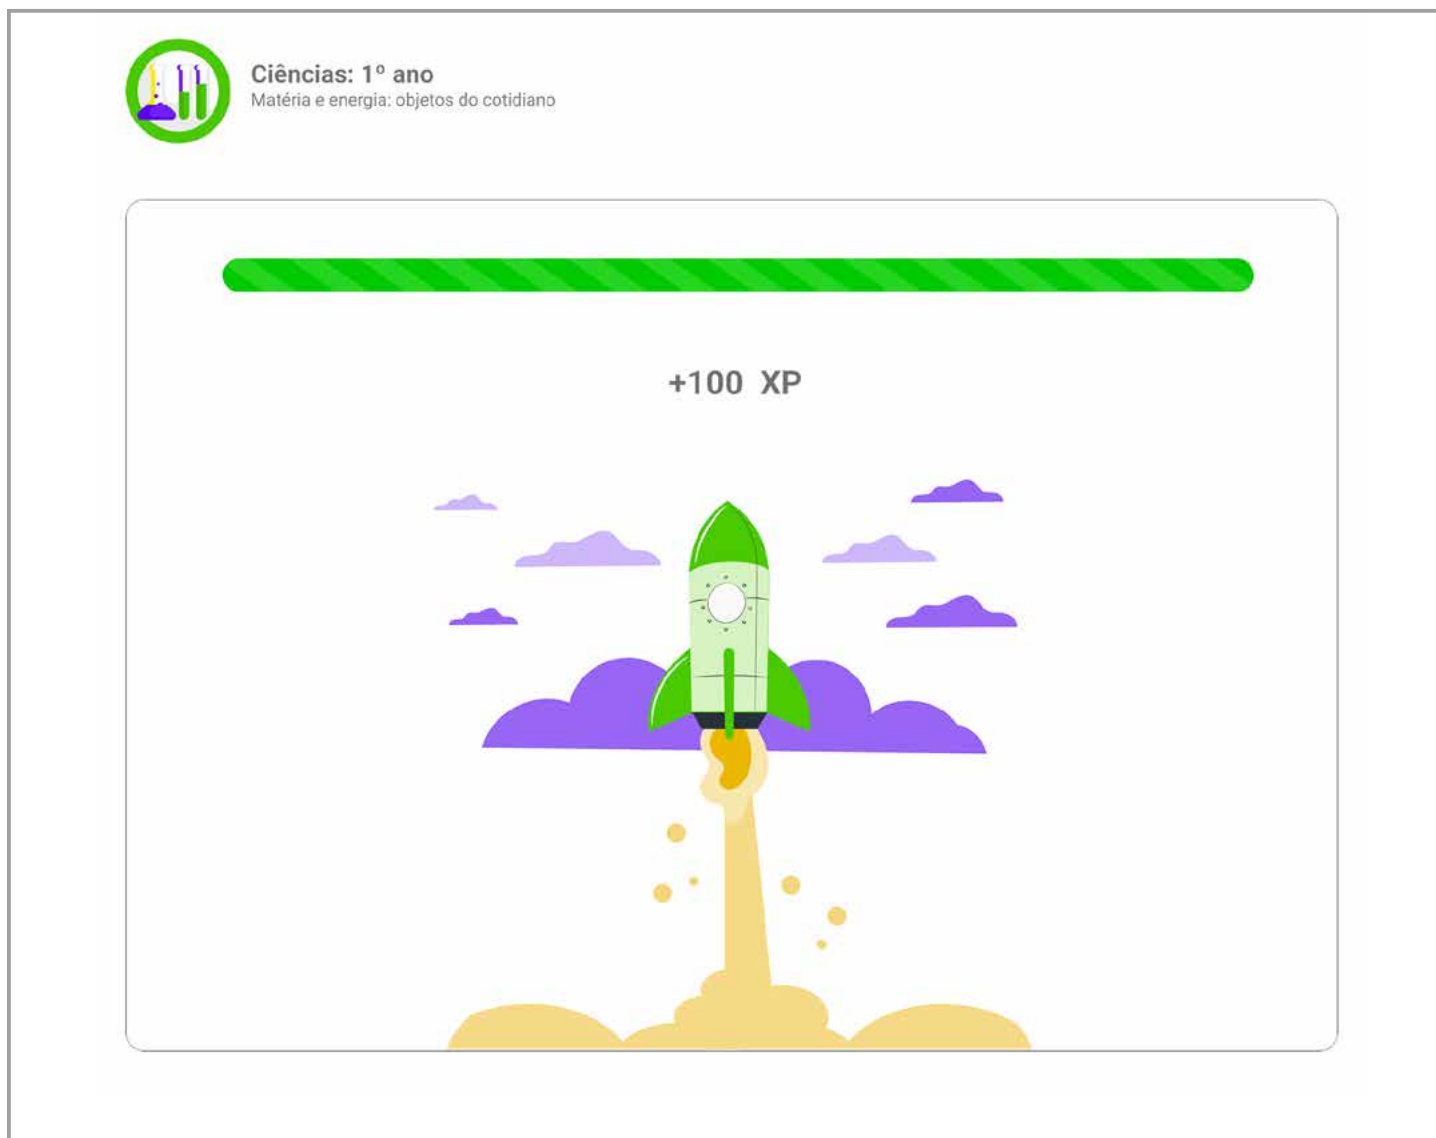 Ciências: 1º ano
Matéria e energia: objetos do cotidiano
+100 XP